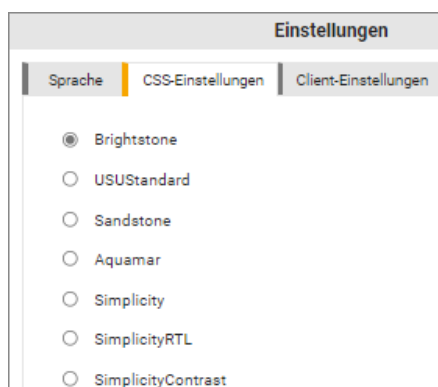 Einstellungen
Sprache CSS-Einstellungen Client-Einstellungen
Brightstone
USUStandard
Sandstone
Aquamar
Simplicity
SimplicityRTL
SimplicityContrast